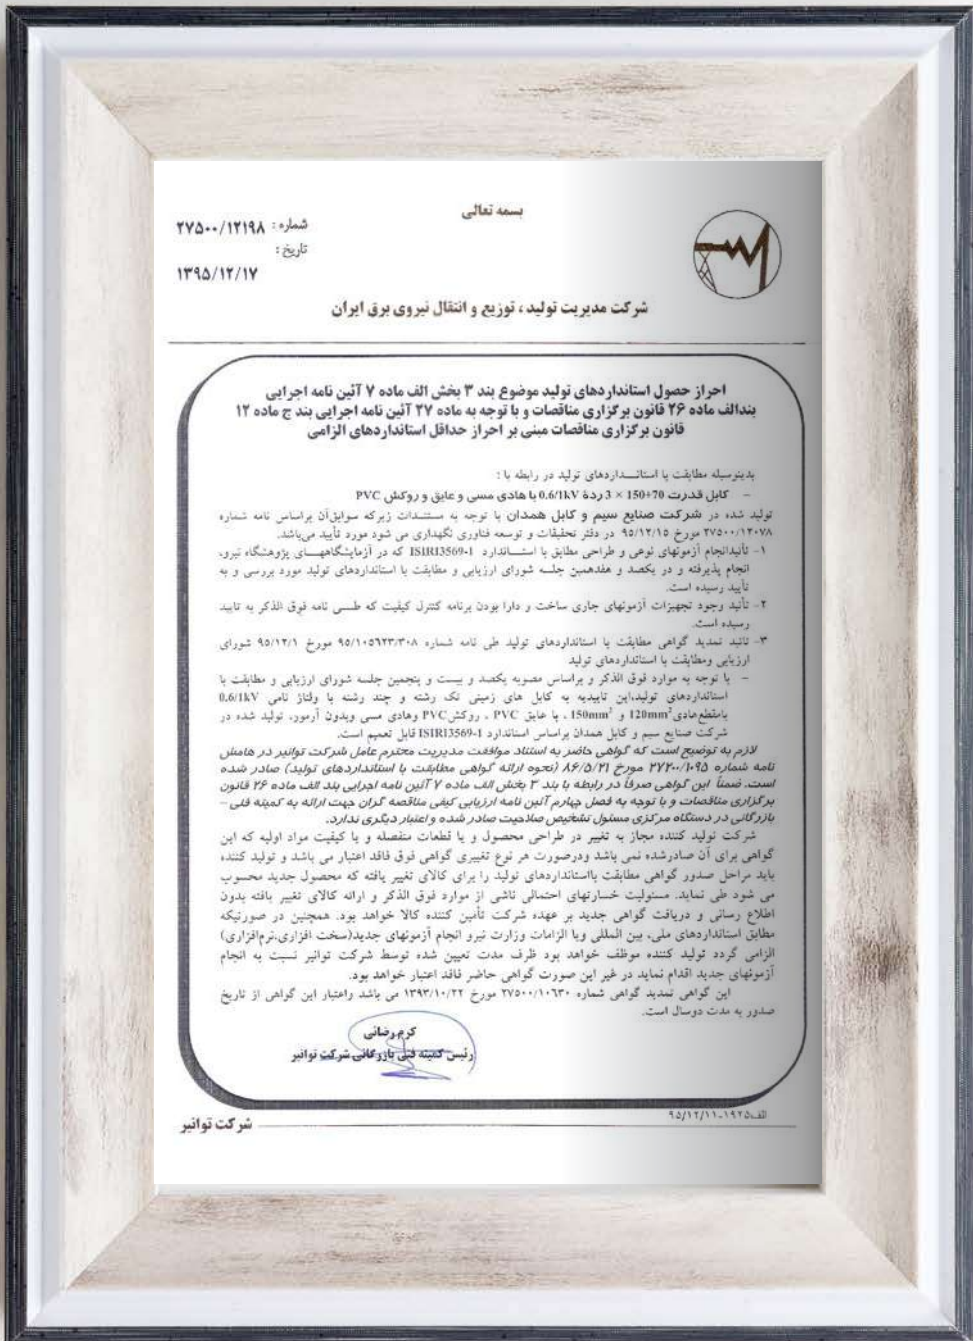 بسمه تعالی
شماره : ۲۷۵۰۰/۱۲۱۹۸
تاریخ :
۱۳۹۵/۱۲/۱۷
شرکت مدیریت تولید ، توزیع و انتقال نیروی برق ایران
احراز حصول استانداردهای تولید موضوع بند ۳ بخش الف ماده ۷ آئین نامه اجرایی
بندالف ماده ۲۶ قانون برگزاری مناقصات و با توجه به ماده ۲۷ آئین نامه اجرایی بند ج ماده ۱۲
قانون برگزاری مناقصات مبنی بر احراز حداقل استانداردهای الزامی
بدینوسیله مطابقت با استانداردهای تولید در رابطه با :
- کابل قدرت 70+150 × 3 ردۀ 0.6/1kV با هادی مسی و عایق و روکش PVC
تولید شده در شرکت صنایع سیم و کابل همدان با توجه به مستندات زیرکه سوابق‌آن براساس نامه شماره
۲۷۵۰۰/۱۳۰۷۸ مورخ ۹۵/۱۲/۱۵ در دفتر تحقیقات و توسعه فناوری نگهداری می شود مورد تأیید می‌باشد.
۱- تأئیدانجام آزمونهای نوعی و طراحی مطابق با استاندارد ISIRI3569-1 که در آزمایشگاههای پژوهشگاه نیرو،
انجام پذیرفته و در یکصد و هفدهمین جلسه شورای ارزیابی و مطابقت با استانداردهای تولید مورد بررسی و به
تأیید رسیده است.
۲- تأئید وجود تجهیزات آزمونهای جاری ساخت و دارا بودن برنامه کنترل کیفیت که طی نامه فوق الذکر به تایید
رسیده است.
۳- تائید تمدید گواهی مطابقت با استانداردهای تولید طی نامه شماره ۹۵/۱۰۵۶۲۳/۳۰۸ مورخ ۹۵/۱۲/۱ شورای
ارزیابی ومطابقت با استانداردهای تولید
- با توجه به موارد فوق الذکر و براساس مصوبه یکصد و بیست و پنجمین جلسه شورای ارزیابی و مطابقت با
استانداردهای تولید،این تاییدیه به کابل های زمینی تک رشته و چند رشته با ولتاژ نامی 0.6/1kV
بامقطع‌هادی 120mm² و 150mm² ، با عایق PVC ، روکش PVC وهادی مسی وبدون آرمور، تولید شده در
شرکت صنایع سیم و کابل همدان براساس استاندارد ISIRI3569-1 قابل تعمیم است.
لازم به توضیح است که گواهی حاضر به استناد موافقت مدیریت محترم عامل شرکت توانیر در هامش
نامه شماره ۲۷۲۰۰/۱۰۹۵ مورخ ۸۶/۵/۲۱ (نحوه ارائه گواهی مطابقت با استانداردهای تولید) صادر شده
است. ضمناً این گواهی صرفاً در رابطه با بند ۳ بخش الف ماده ۷ آئین نامه اجرایی بند الف ماده ۲۶ قانون
برگزاری مناقصات و با توجه به فصل چهارم آئین نامه ارزیابی کیفی مناقصه گران جهت ارائه به کمیته فنی –
بازرگانی در دستگاه مرکزی مسئول تشخیص صلاحیت صادر شده و اعتبار دیگری ندارد.
شرکت تولید کننده مجاز به تغییر در طراحی محصول و یا قطعات منفصله و یا کیفیت مواد اولیه که این
گواهی برای آن صادرشده نمی باشد ودرصورت هر نوع تغییری گواهی فوق فاقد اعتبار می باشد و تولید کننده
باید مراحل صدور گواهی مطابقت بااستانداردهای تولید را برای کالای تغییر یافته که محصول جدید محسوب
می شود طی نماید. مسئولیت خسارتهای احتمالی ناشی از موارد فوق الذکر و ارائه کالای تغییر یافته بدون
اطلاع رسانی و دریافت گواهی جدید بر عهده شرکت تأمین کننده کالا خواهد بود. همچنین در صورتیکه
مطابق استانداردهای ملی، بین المللی ویا الزامات وزارت نیرو انجام آزمونهای جدید(سخت افزاری،نرم‌افزاری)
الزامی گردد تولید کننده موظف خواهد بود ظرف مدت تعیین شده توسط شرکت توانیر نسبت به انجام
آزمونهای جدید اقدام نماید در غیر این صورت گواهی حاضر فاقد اعتبار خواهد بود.
این گواهی تمدید گواهی شماره ۲۷۵۰۰/۱۰۶۳۰ مورخ ۱۳۹۳/۱۰/۲۲ می باشد راعتبار این گواهی از تاریخ
صدور به مدت دوسال است.
کرم رضائی
رئیس کمیته فنی بازرگانی شرکت توانیر
الف۱۹۲۵-۹۵/۱۲/۱۱
شرکت توانیر